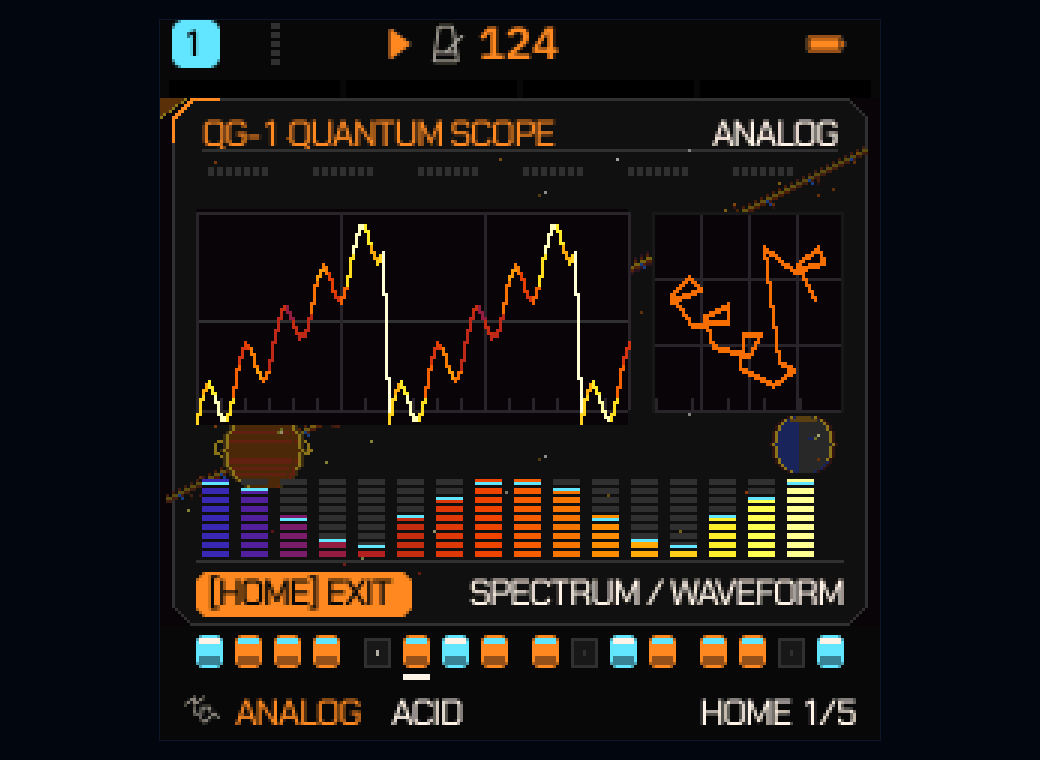 1 124
QG-1 QUANTUM SCOPE ANALOG
[HOME] EXIT SPECTRUM / WAVEFORM
ANALOG ACID HOME 1/5